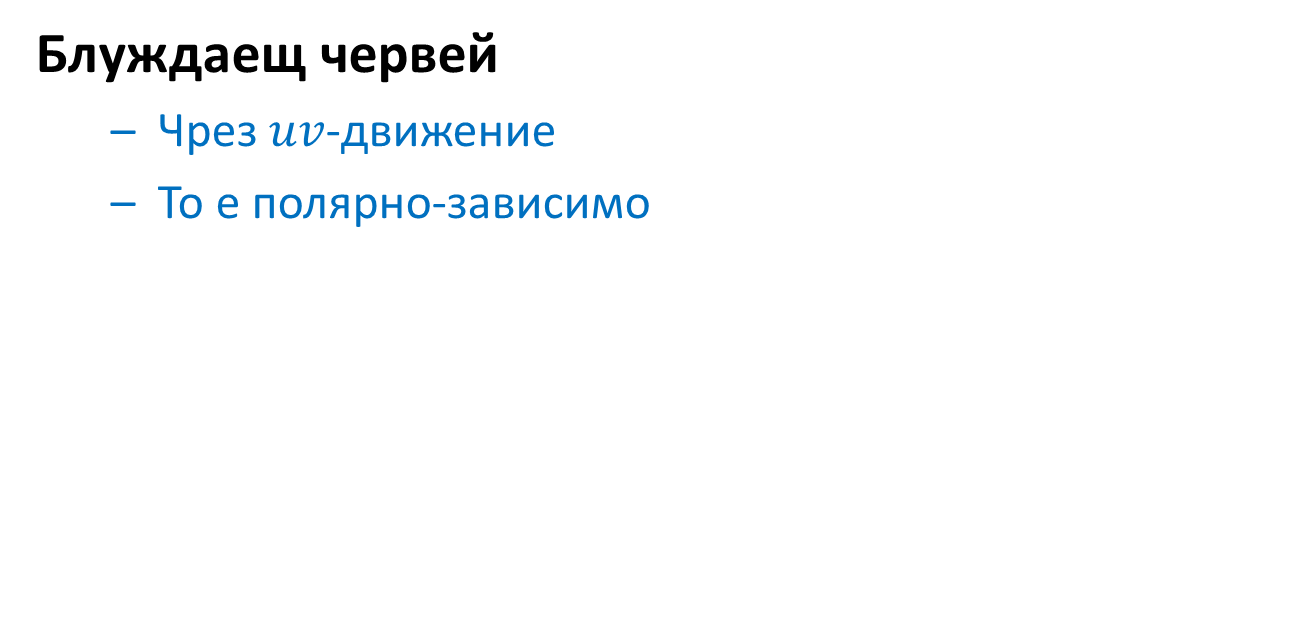 Блуждаещ червей
– Чрез uv-движение
– То е полярно-зависимо